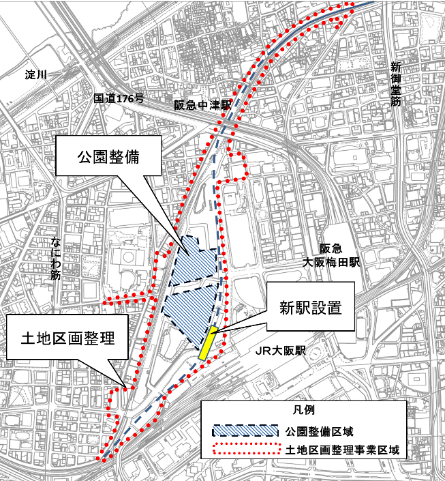 淀川
国道176号
阪急中津駅
新御堂筋
公園整備
なにわ筋
阪急
大阪梅田駅
新駅設置
土地区画整理
JR大阪駅
凡例
公園整備区域
土地区画整理事業区域